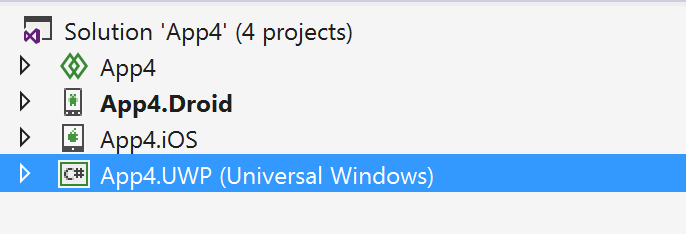 Solution 'App4' (4 projects)
App4
App4.Droid
App4.iOS
C# App4.UWP (Universal Windows)